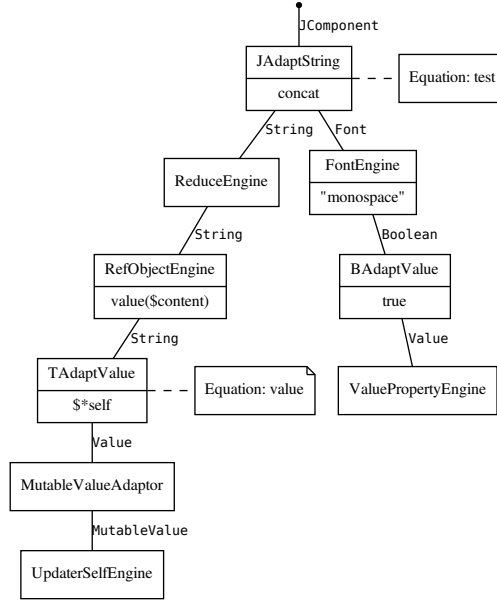 JComponent
JAdaptString
concat
Equation: test
String
Font
ReduceEngine
FontEngine
"monospace"
String
Boolean
RefObjectEngine
value($content)
BAdaptValue
true
String
Value
TAdaptValue
$*self
Equation: value
ValuePropertyEngine
Value
MutableValueAdaptor
MutableValue
UpdaterSelfEngine